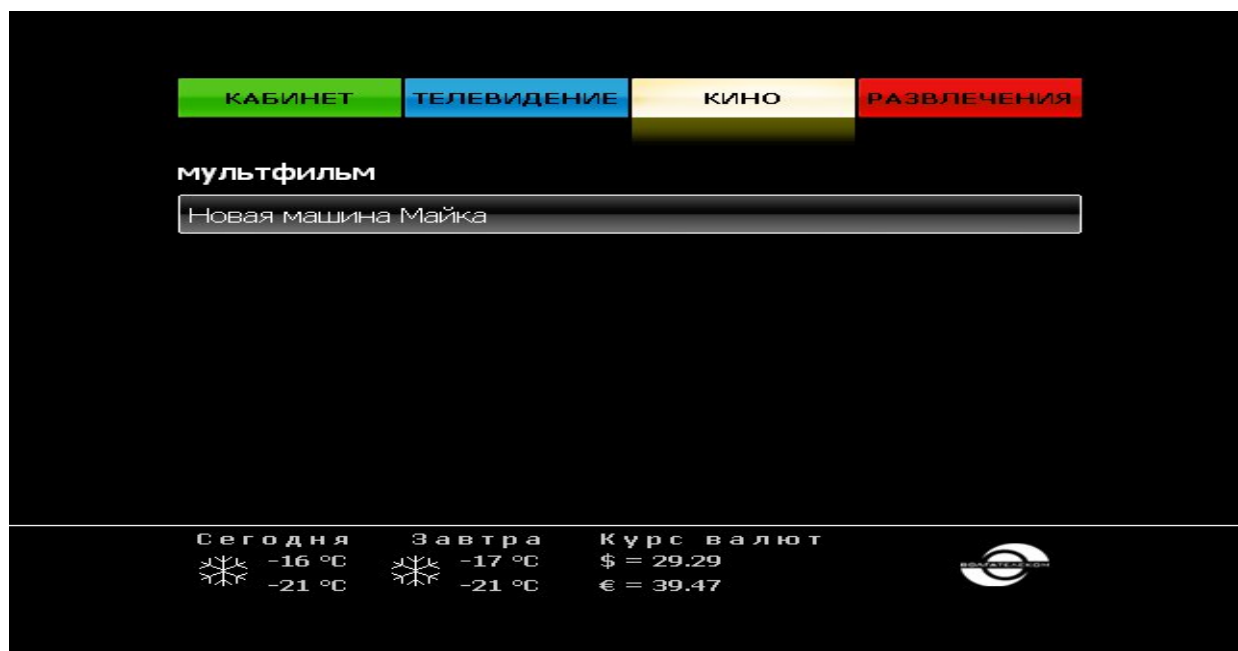 КАБИНЕТ ТЕЛЕВИДЕНИЕ КИНО РАЗВЛЕЧЕНИЯ
мультфильм
Новая машина Майка
Сегодня Завтра Курс валют
-16 °C -17 °C $ = 29.29
-21 °C -21 °C € = 39.47
ВОЛГАТЕЛЕКОМ